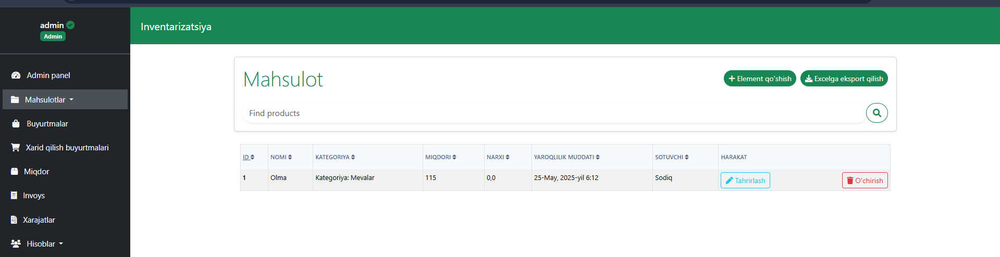 admin
Admin
Inventarizatsiya
Admin panel
Mahsulotlar
Buyurtmalar
Xarid qilish buyurtmalari
Miqdor
Invoys
Xarajatlar
Hisoblar
Mahsulot
Element qo'shish
Excelga eksport qilish
Find products
ID NOMI KATEGORIYA MIQDORI NARXI YAROQLILIK MUDDATI SOTUVCHI HARAKAT
1 Olma Kategoriya: Mevalar 115 0,0 25-May, 2025-yil 6:12 Sodiq Tahrirlash O'chirish